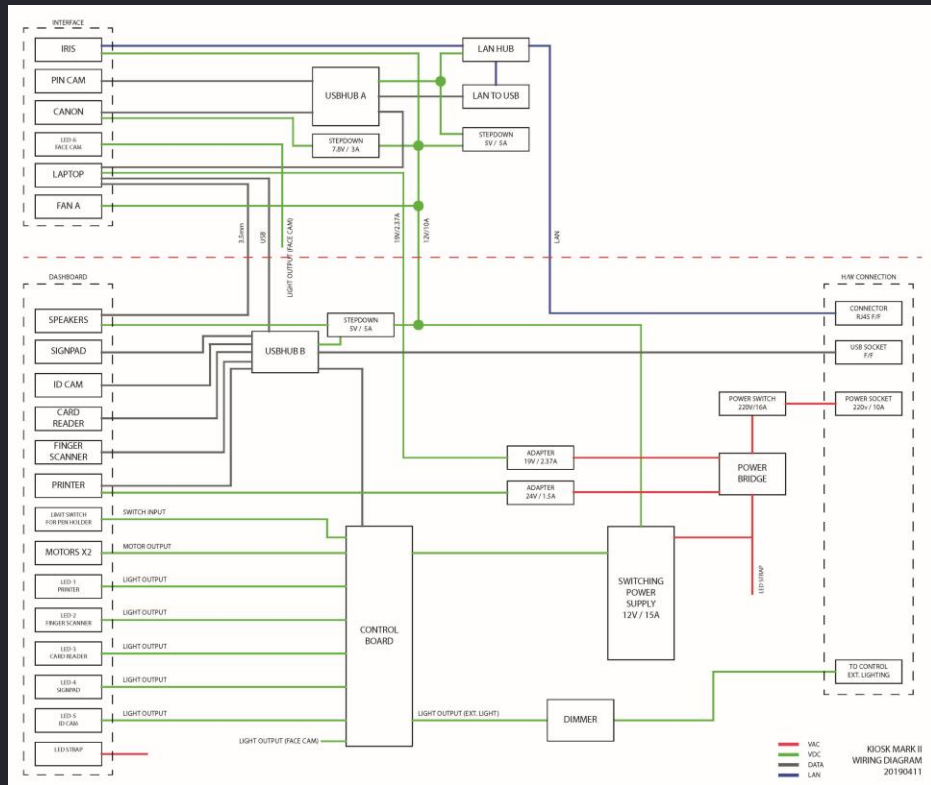 INTERFACE
IRIS
PIN CAM
CANON
LED-6
FACE CAM
LAPTOP
FAN A
USBHUB A
LAN HUB
LAN TO USB
STEPDOWN
7.8V / 3A
STEPDOWN
5V / 5A
3.5mm
USB
LIGHT OUTPUT (FACE CAM)
19V/2.37A
12V/10A
LAN
DASHBOARD
SPEAKERS
SIGNPAD
ID CAM
CARD
READER
FINGER
SCANNER
PRINTER
LIMIT SWITCH
FOR PEN HOLDER
MOTORS X2
LED-1
PRINTER
LED-2
FINGER SCANNER
LED-3
CARD READER
LED-4
SIGNPAD
LED-5
ID CAM
LED STRAP
STEPDOWN
5V / 5A
USBHUB B
SWITCH INPUT
MOTOR OUTPUT
LIGHT OUTPUT
LIGHT OUTPUT
LIGHT OUTPUT
LIGHT OUTPUT
LIGHT OUTPUT
LIGHT OUTPUT (FACE CAM)
CONTROL
BOARD
LIGHT OUTPUT (EXT. LIGHT)
DIMMER
ADAPTER
19V / 2.37A
ADAPTER
24V / 1.5A
SWITCHING
POWER
SUPPLY
12V / 15A
POWER SWITCH
220V/16A
POWER
BRIDGE
LED STRAP
H/W CONNECTION
CONNECTOR
RJ45 F/F
USB SOCKET
F/F
POWER SOCKET
220v / 10A
TO CONTROL
EXT. LIGHTING
VAC
VDC
DATA
LAN
KIOSK MARK II
WIRING DIAGRAM
20190411